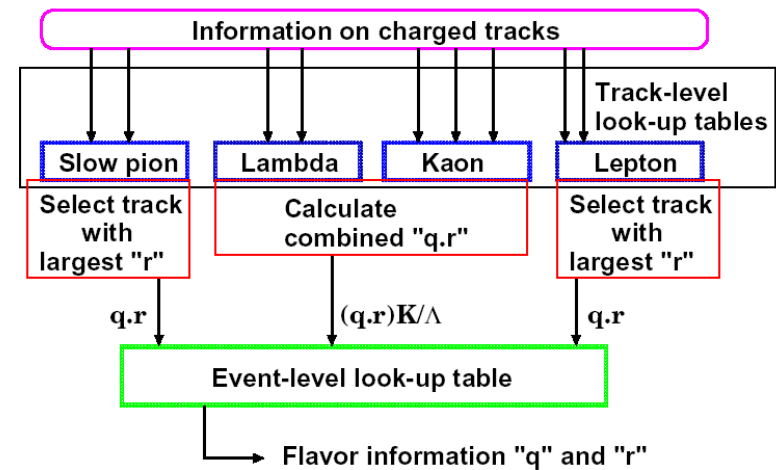 Information on charged tracks
Track-level
look-up tables
Slow pion
Lambda
Kaon
Lepton
Select track
with
largest "r"
Calculate
combined "q.r"
Select track
with
largest "r"
q.r
(q.r)K/Λ
q.r
Event-level look-up table
Flavor information "q" and "r"